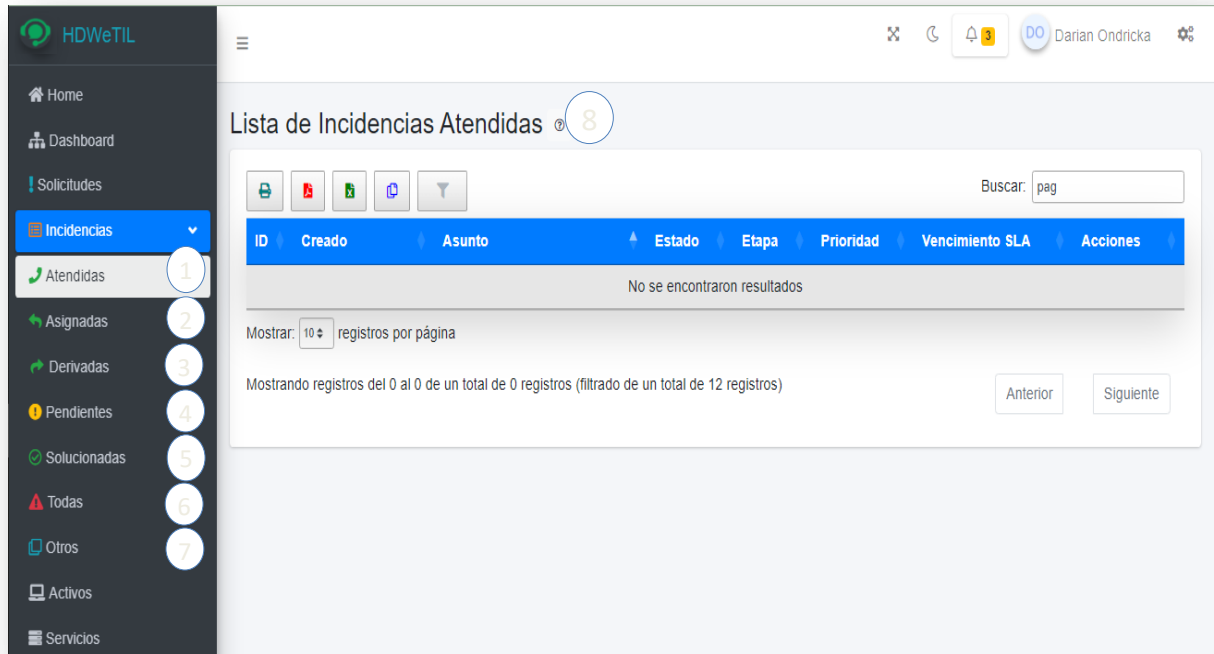 HDWeTIL
3
DO Darian Ondricka
Home
Dashboard
Solicitudes
Incidencias
Atendidas 1
Asignadas 2
Derivadas 3
Pendientes 4
Solucionadas 5
Todas 6
Otros 7
Activos
Servicios
Lista de Incidencias Atendidas 8
Buscar: pag
ID Creado Asunto Estado Etapa Prioridad Vencimiento SLA Acciones
No se encontraron resultados
Mostrar: 10 registros por página
Mostrando registros del 0 al 0 de un total de 0 registros (filtrado de un total de 12 registros)
Anterior Siguiente